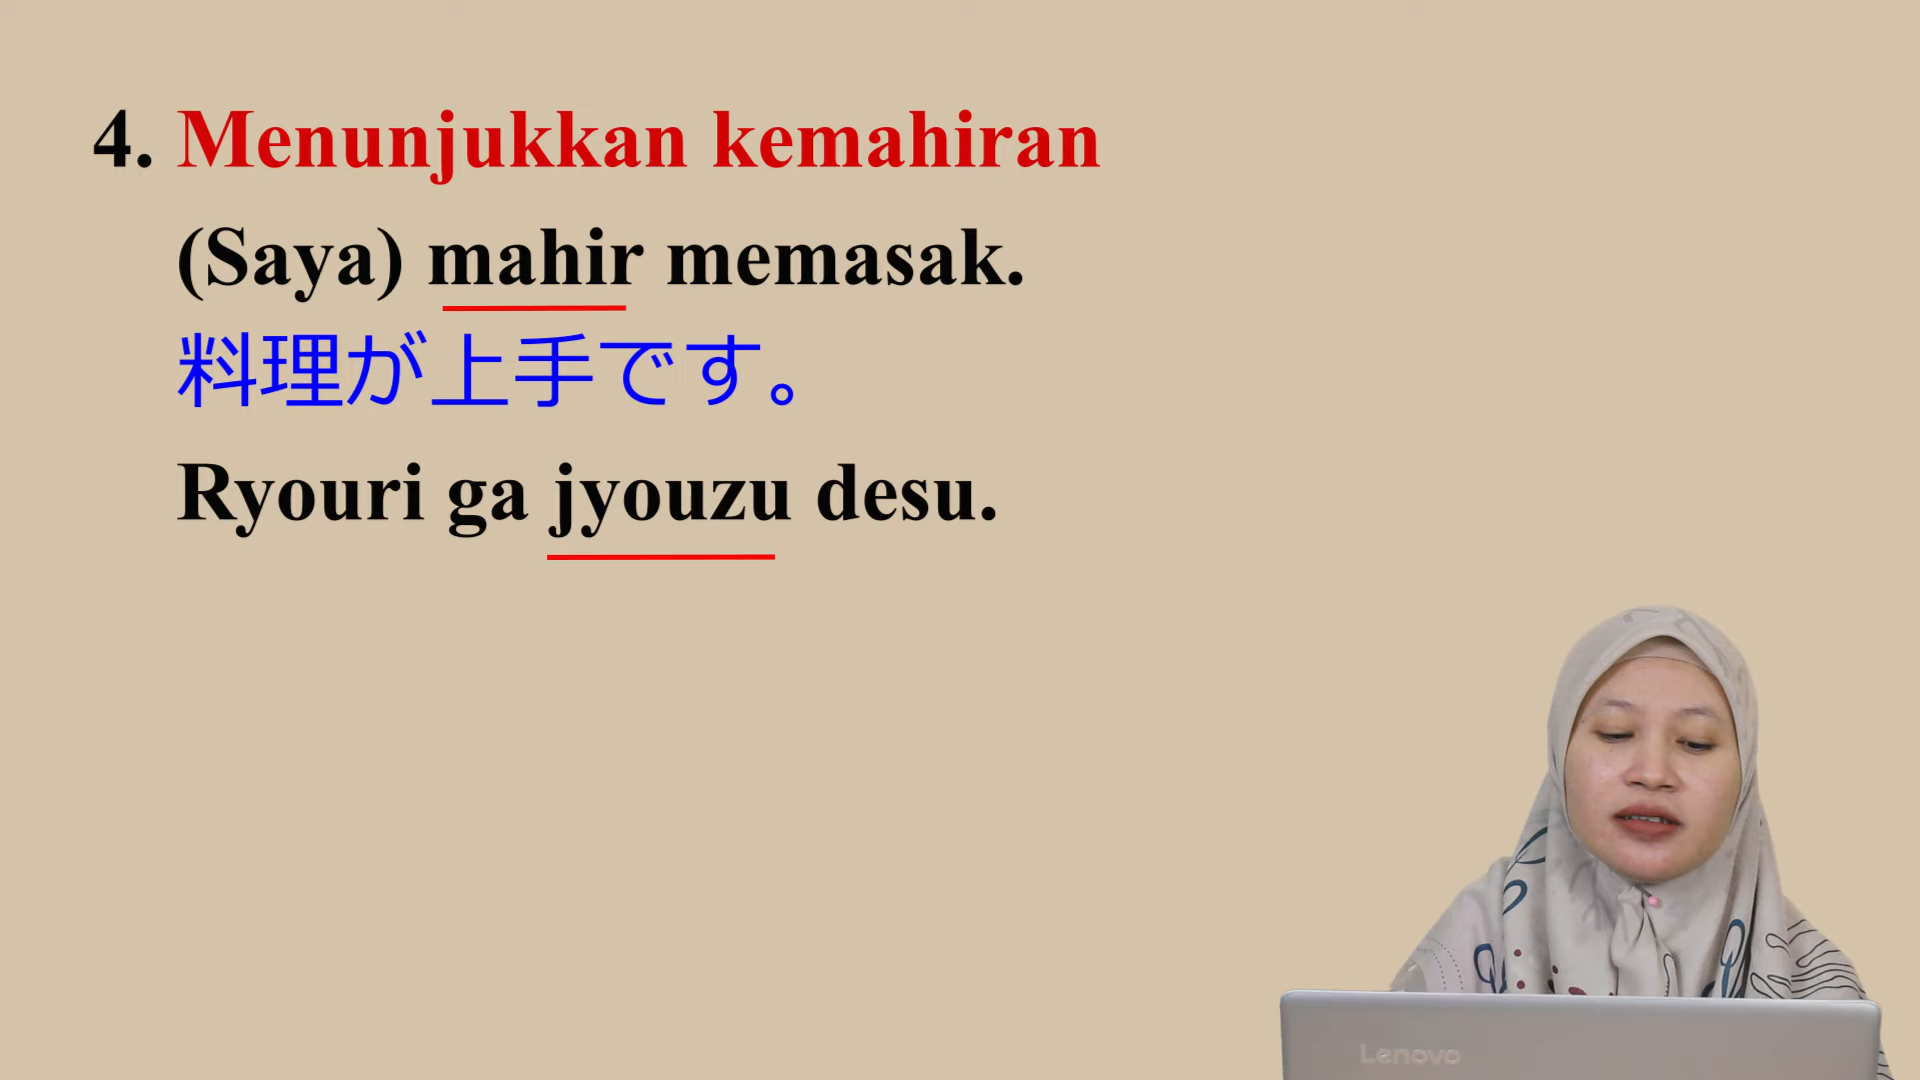 4. Menunjukkan kemahiran
(Saya) mahir memasak.
料理が上手です。
Ryouri ga jyouzu desu.
Lenovo